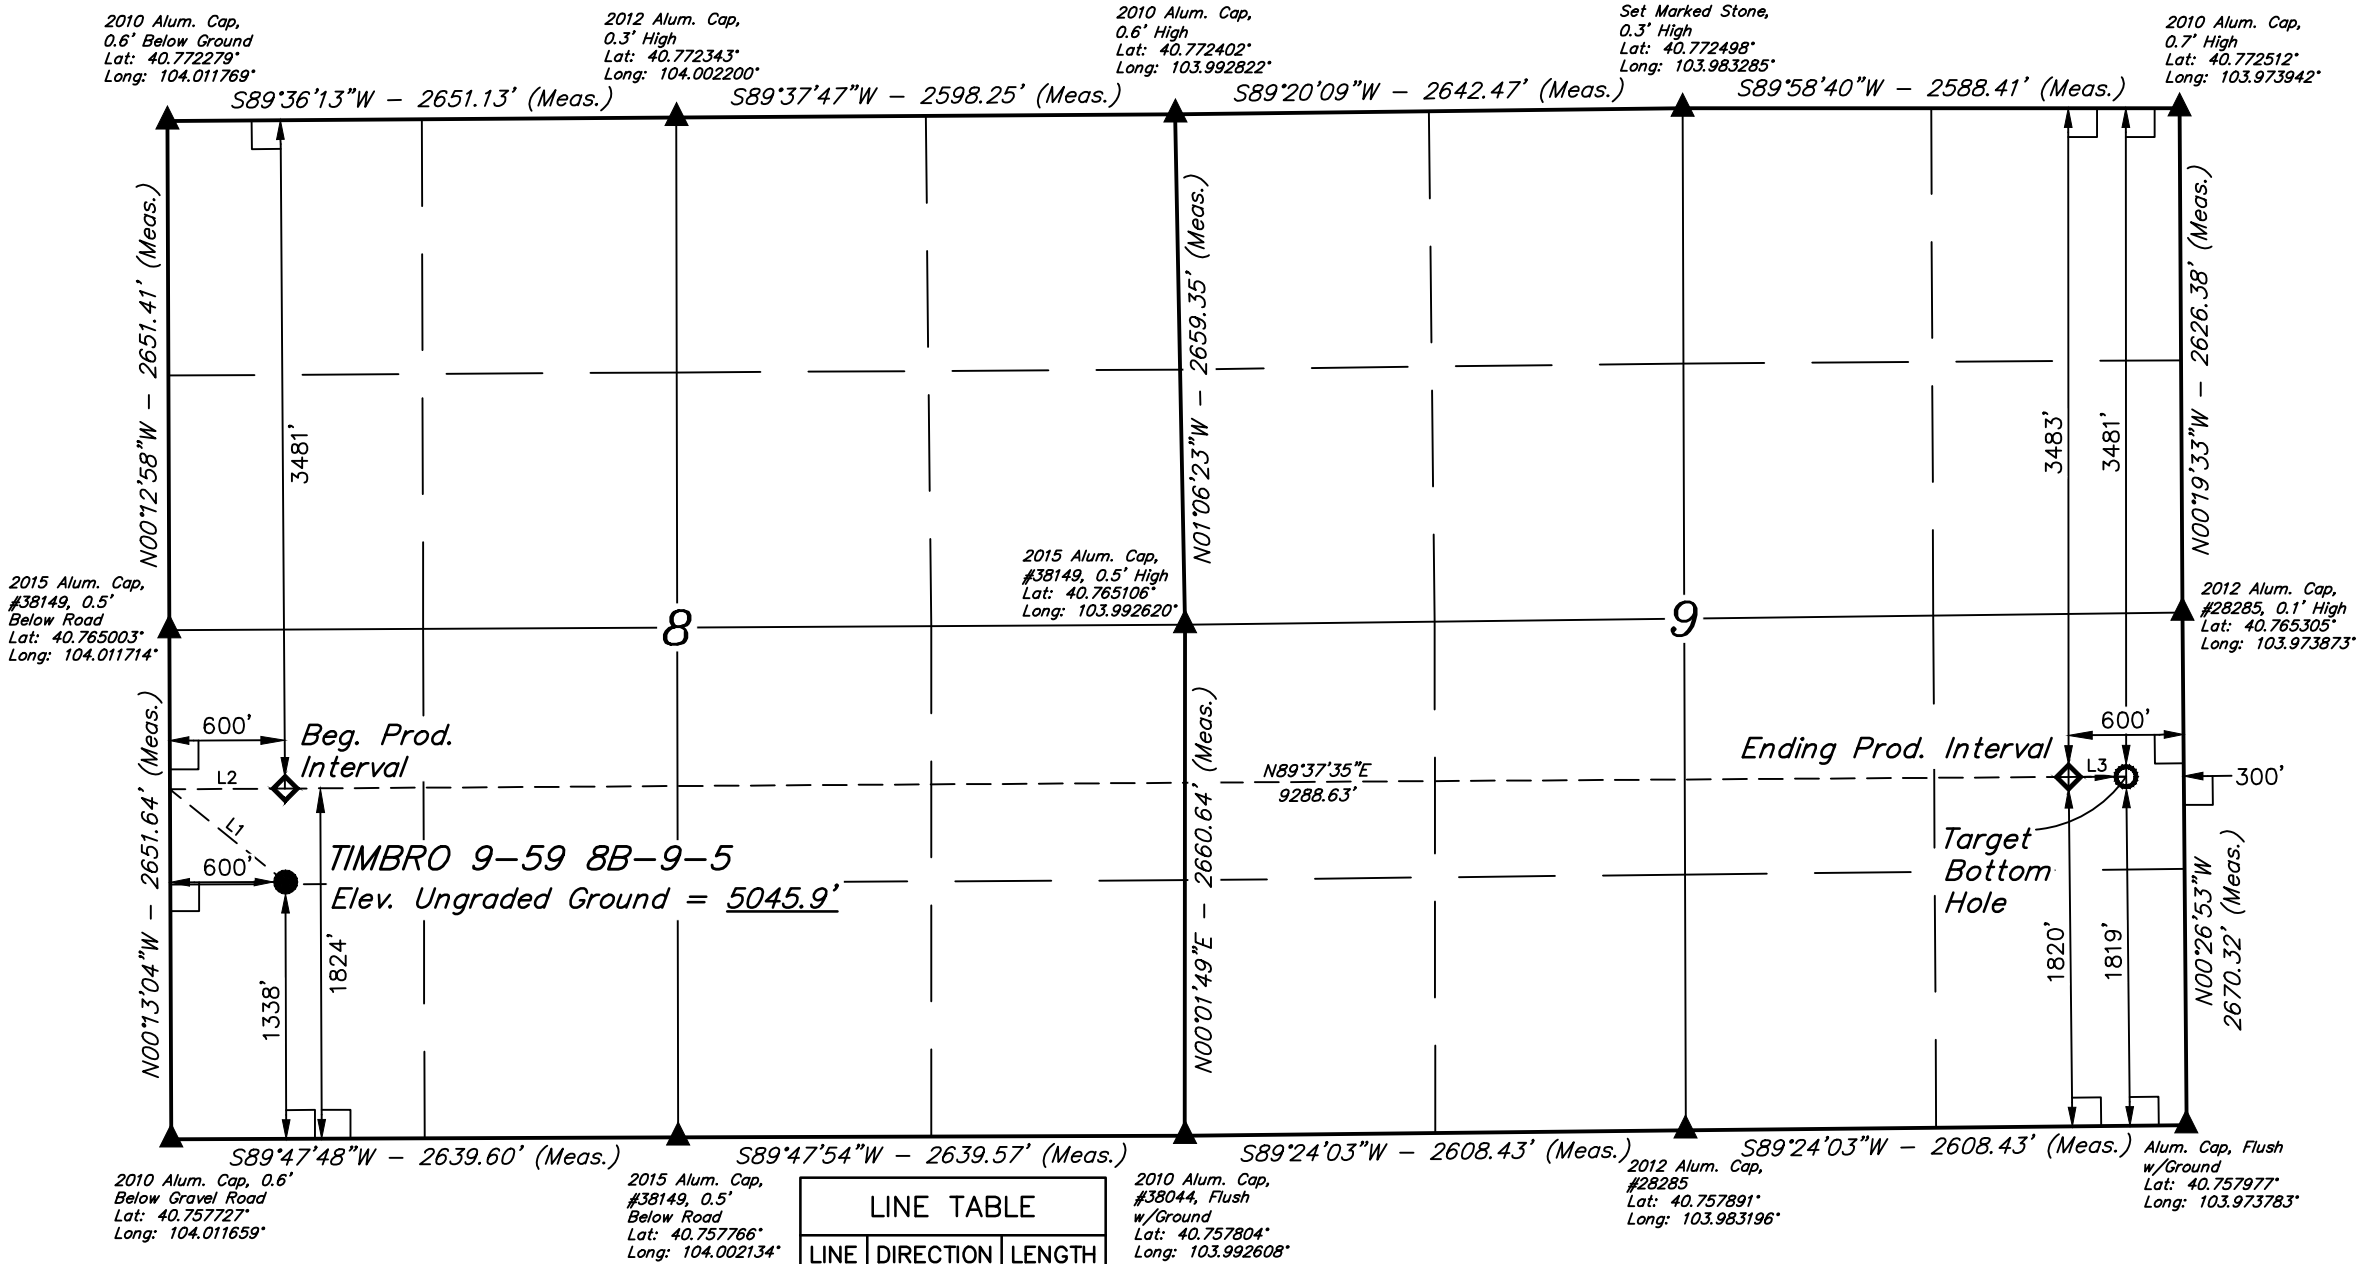 2010 Alum. Cap,
0.6' Below Ground
Lat: 40.772279°
Long: 104.011769°
2012 Alum. Cap,
0.3' High
Lat: 40.772343°
Long: 104.002200°
2010 Alum. Cap,
0.6' High
Lat: 40.772402°
Long: 103.992822°
Set Marked Stone,
0.3' High
Lat: 40.772498°
Long: 103.983285°
2010 Alum. Cap,
0.7' High
Lat: 40.772512°
Long: 103.973942°
S89°36'13"W - 2651.13' (Meas.)
S89°37'47"W - 2598.25' (Meas.)
S89°20'09"W - 2642.47' (Meas.)
S89°58'40"W - 2588.41' (Meas.)
N00°12'58"W - 2651.41' (Meas.)
3481'
N01°06'23"W - 2659.35' (Meas.)
3483'
3481'
N00°19'33"W - 2626.38' (Meas.)
2015 Alum. Cap,
#38149, 0.5'
Below Road
Lat: 40.765003°
Long: 104.011714°
8
2015 Alum. Cap,
#38149, 0.5' High
Lat: 40.765106°
Long: 103.992620°
9
2012 Alum. Cap,
#28285, 0.1' High
Lat: 40.765305°
Long: 103.973873°
N00°13'04"W - 2651.64' (Meas.)
600'
Beg. Prod.
Interval
L2
L1
600'
TIMBRO 9-59 8B-9-5
Elev. Ungraded Ground = 5045.9'
1338'
1824'
N00°01'49"E - 2660.64' (Meas.)
N89°37'35"E
9288.63'
Ending Prod. Interval
600'
L3
300'
Target
Bottom
Hole
1820'
1819'
N00°26'53"W
2670.32' (Meas.)
S89°47'48"W - 2639.60' (Meas.)
S89°47'54"W - 2639.57' (Meas.)
S89°24'03"W - 2608.43' (Meas.)
S89°24'03"W - 2608.43' (Meas.)
2010 Alum. Cap, 0.6'
Below Gravel Road
Lat: 40.757727°
Long: 104.011659°
2015 Alum. Cap,
#38149, 0.5'
Below Road
Lat: 40.757766°
Long: 104.002134°
LINE TABLE
LINE DIRECTION LENGTH
2010 Alum. Cap,
#38044, Flush
w/Ground
Lat: 40.757804°
Long: 103.992608°
2012 Alum. Cap,
#28285
Lat: 40.757891°
Long: 103.983196°
Alum. Cap, Flush
w/Ground
Lat: 40.757977°
Long: 103.973783°